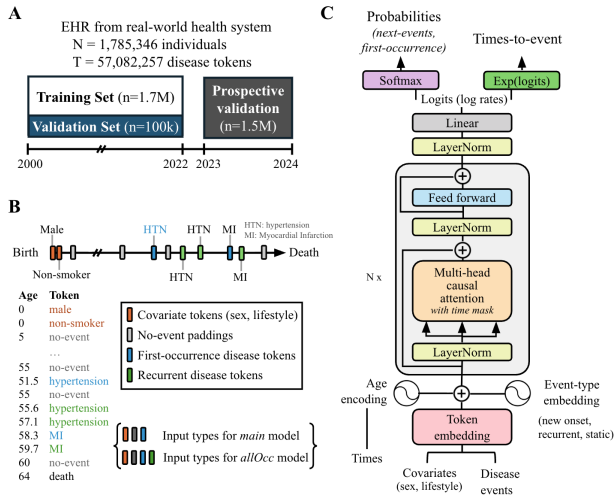 A
EHR from real-world health system
N = 1,785,346 individuals
T = 57,082,257 disease tokens
Training Set (n=1.7M)
Validation Set (n=100k)
Prospective
validation
(n=1.5M)
2000
2022
2023
2024
B
Male
HTN
HTN
MI
HTN: hypertension
MI: Myocardial Infarction
Birth
Death
Non-smoker
HTN
MI
Age Token
0 male
0 non-smoker
5 no-event
...
55 no-event
51.5 hypertension
55 no-event
55.6 hypertension
57.1 hypertension
58.3 MI
59.7 MI
60 no-event
64 death
Covariate tokens (sex, lifestyle)
No-event paddings
First-occurrence disease tokens
Recurrent disease tokens
Input types for main model
Input types for allOcc model
C
Probabilities
(next-events,
first-occurrence)
Times-to-event
Softmax
Exp(logits)
Logits (log rates)
Linear
LayerNorm
Feed forward
LayerNorm
N x
Multi-head
causal
attention
with time mask
LayerNorm
Age
encoding
Event-type
embedding
(new onset,
recurrent, static)
Token
embedding
Times
Covariates
(sex, lifestyle)
Disease
events